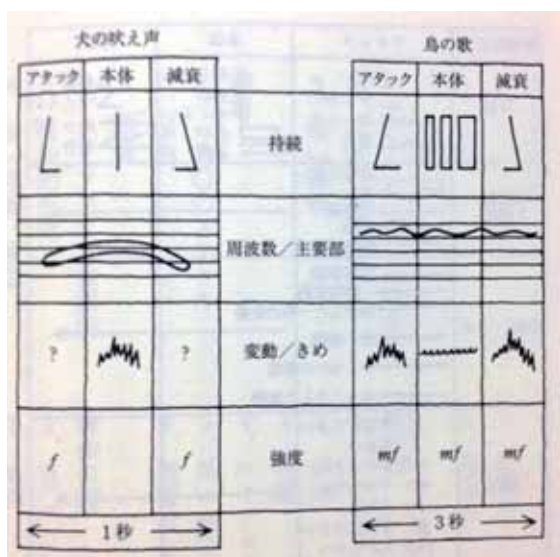 犬の吠え声 鳥の歌
アタック 本体 減衰 アタック 本体 減衰
持続
周波数／主要部
? ? 変動／きめ
f f 強度 mf mf mf
1秒 3秒